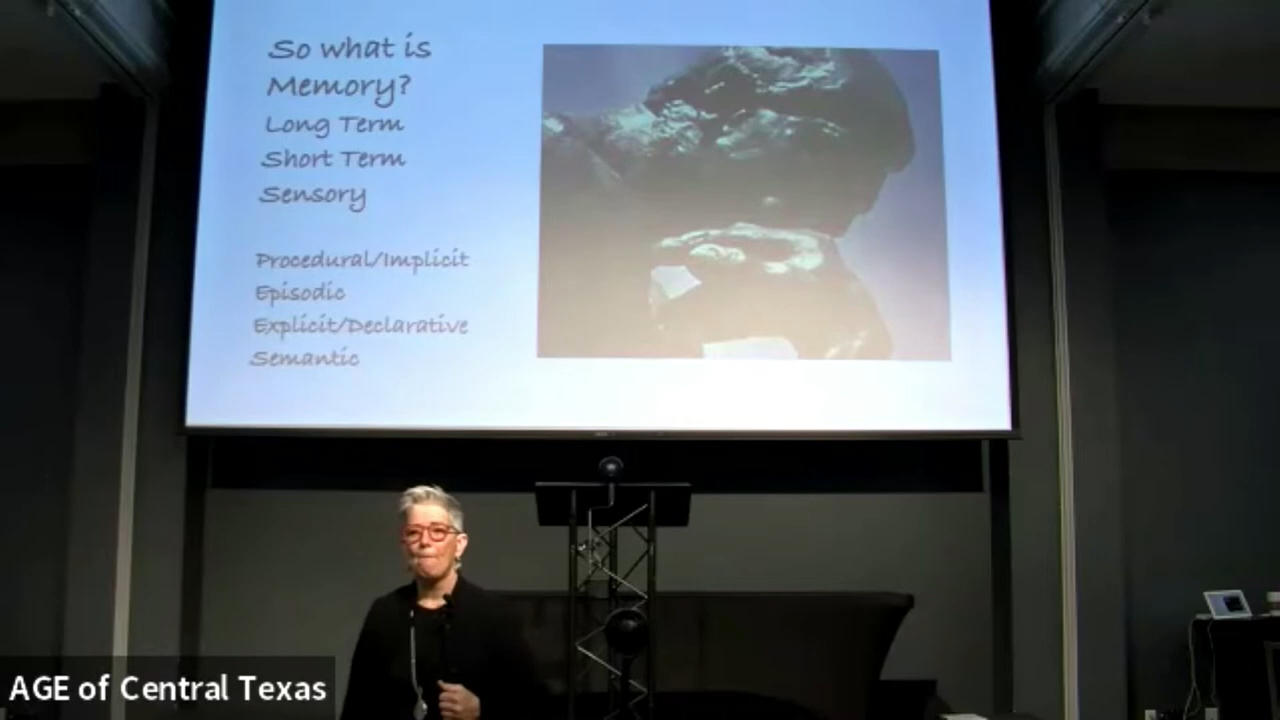 So what is
Memory?
Long Term
Short Term
Sensory
Procedural/Implicit
Episodic
Explicit/Declarative
Semantic
AGE of Central Texas